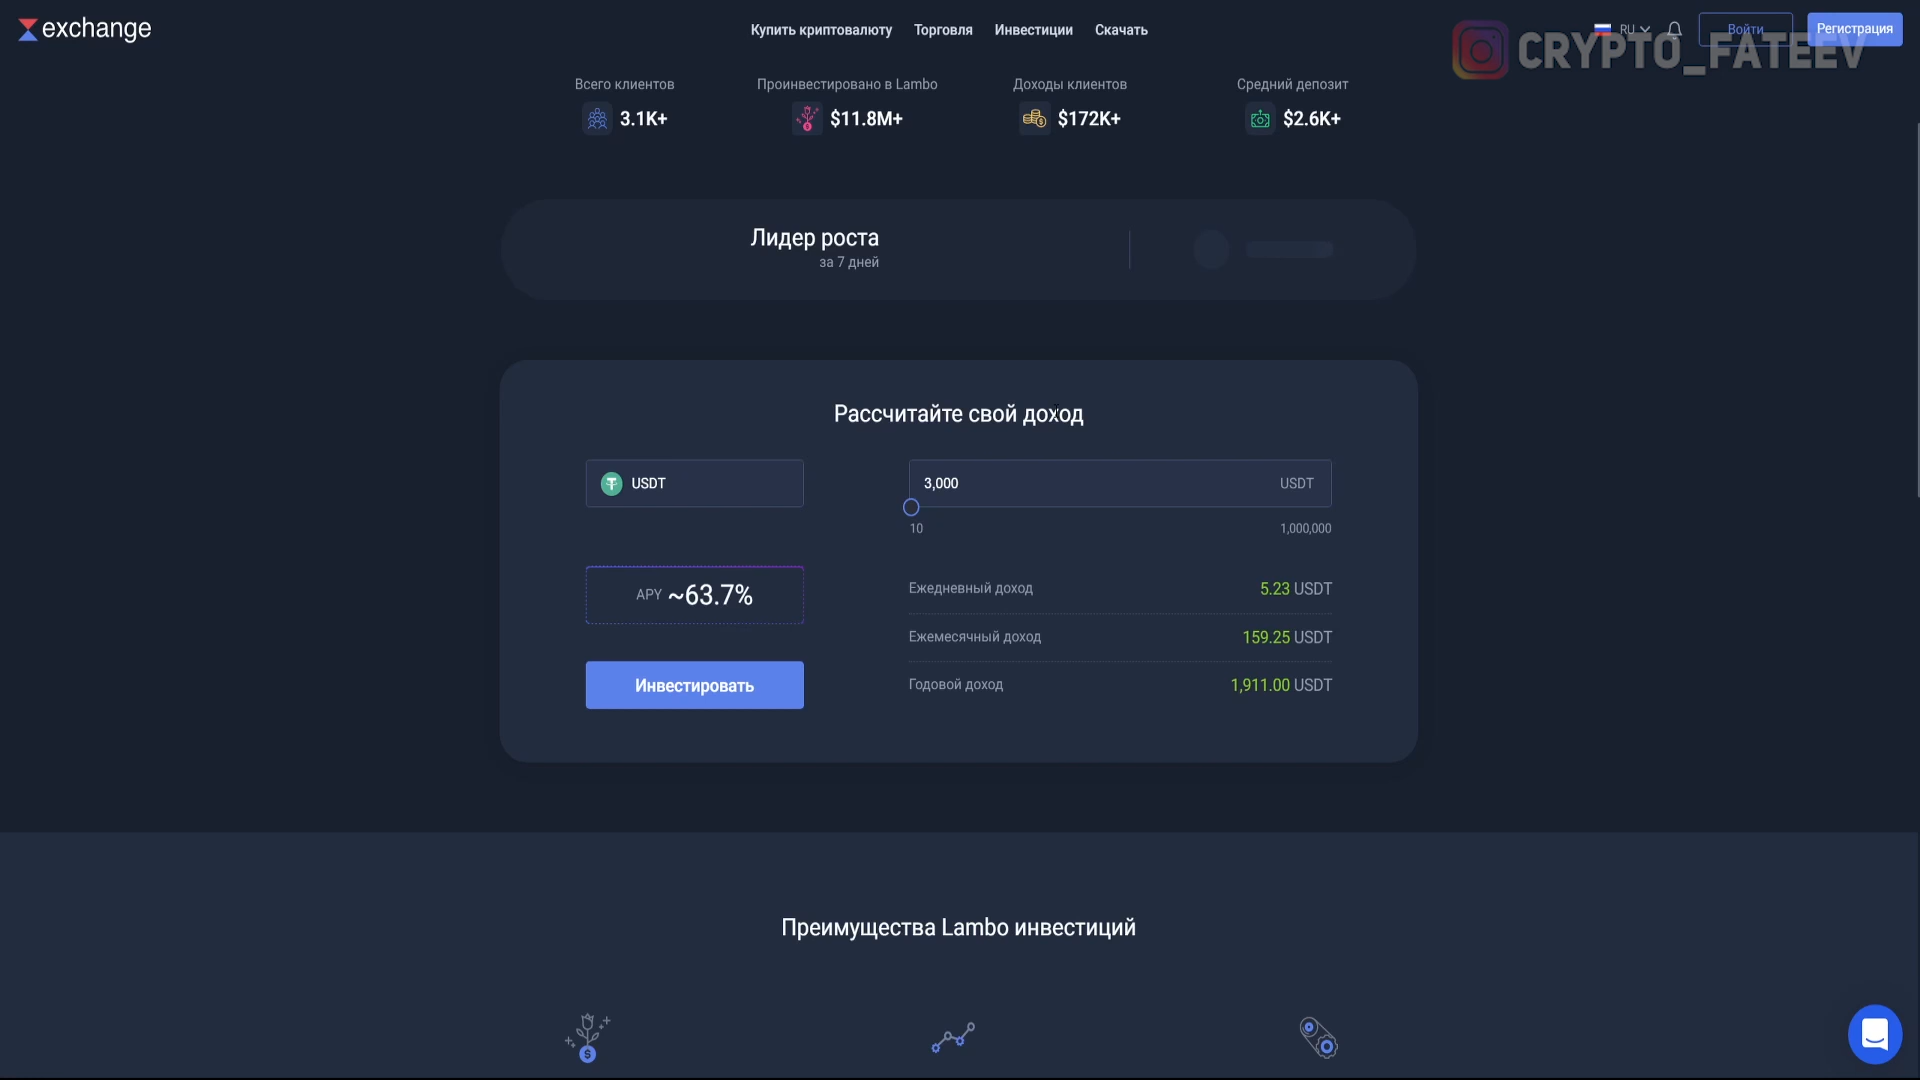 exchange
Купить криптовалюту Торговля Инвестиции Скачать
RU
Войти
Регистрация
CRYPTO_FATEEV
Всего клиентов
3.1K+
Проинвестировано в Lambo
$11.8M+
Доходы клиентов
$172K+
Средний депозит
$2.6K+
Лидер роста
за 7 дней
Рассчитайте свой доход
USDT
3,000 USDT
10 1,000,000
APY ~63.7%
Инвестировать
Ежедневный доход 5.23 USDT
Ежемесячный доход 159.25 USDT
Годовой доход 1,911.00 USDT
Преимущества Lambo инвестиций